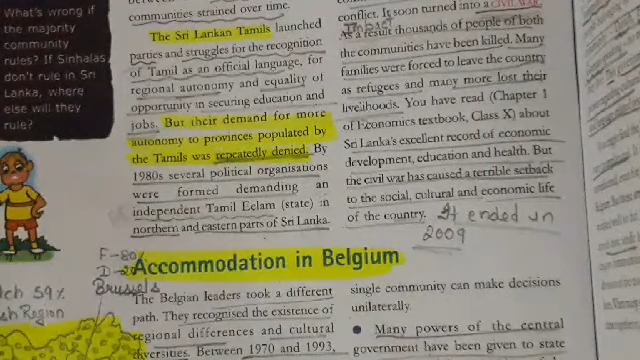 What's wrong if
the majority
community
rules? If Sinhalas
don't rule in Sri
Lanka, where
else will they
rule?
communities strained over time.
The Sri Lankan Tamils launched
parties and struggles for the recognition
of Tamil as an official language, for
regional autonomy and equality of
opportunity in securing education and
jobs. But their demand for more
autonomy to provinces populated by
the Tamils was repeatedly denied. By
1980s several political organisations
were formed demanding an
independent Tamil Eelam (state) in
northern and eastern parts of Sri Lanka.
conflict. It soon turned into a CIVIL WAR.
Impact
As a result thousands of people of both
the communities have been killed. Many
families were forced to leave the country
as refugees and many more lost their
livelihoods. You have read (Chapter 1
of Economics textbook, Class X) about
Sri Lanka's excellent record of economic
development, education and health. But
the civil war has caused a terrible setback
to the social, cultural and economic life
of the country. It ended in
2009
F-80%
D-20
Brussels
59%
Region
Accommodation in Belgium
The Belgian leaders took a different
path. They recognised the existence of
regional differences and cultural
diversities. Between 1970 and 1993,
single community can make decisions
unilaterally.
● Many powers of the central
government have been given to state